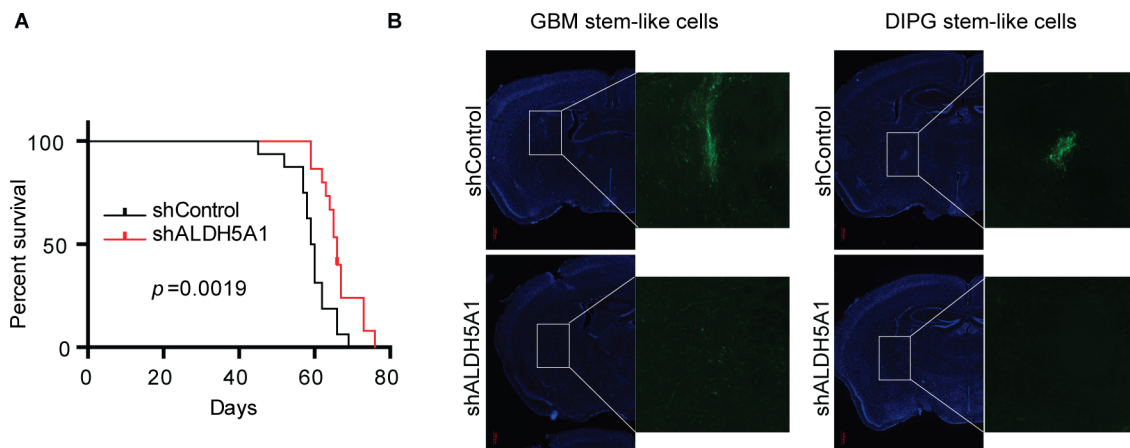 A
B
GBM stem-like cells
DIPG stem-like cells
Percent survival
100
50
0
shControl
shALDH5A1
p=0.0019
0
20
40
60
80
Days
shControl
shALDH5A1
shControl
shALDH5A1